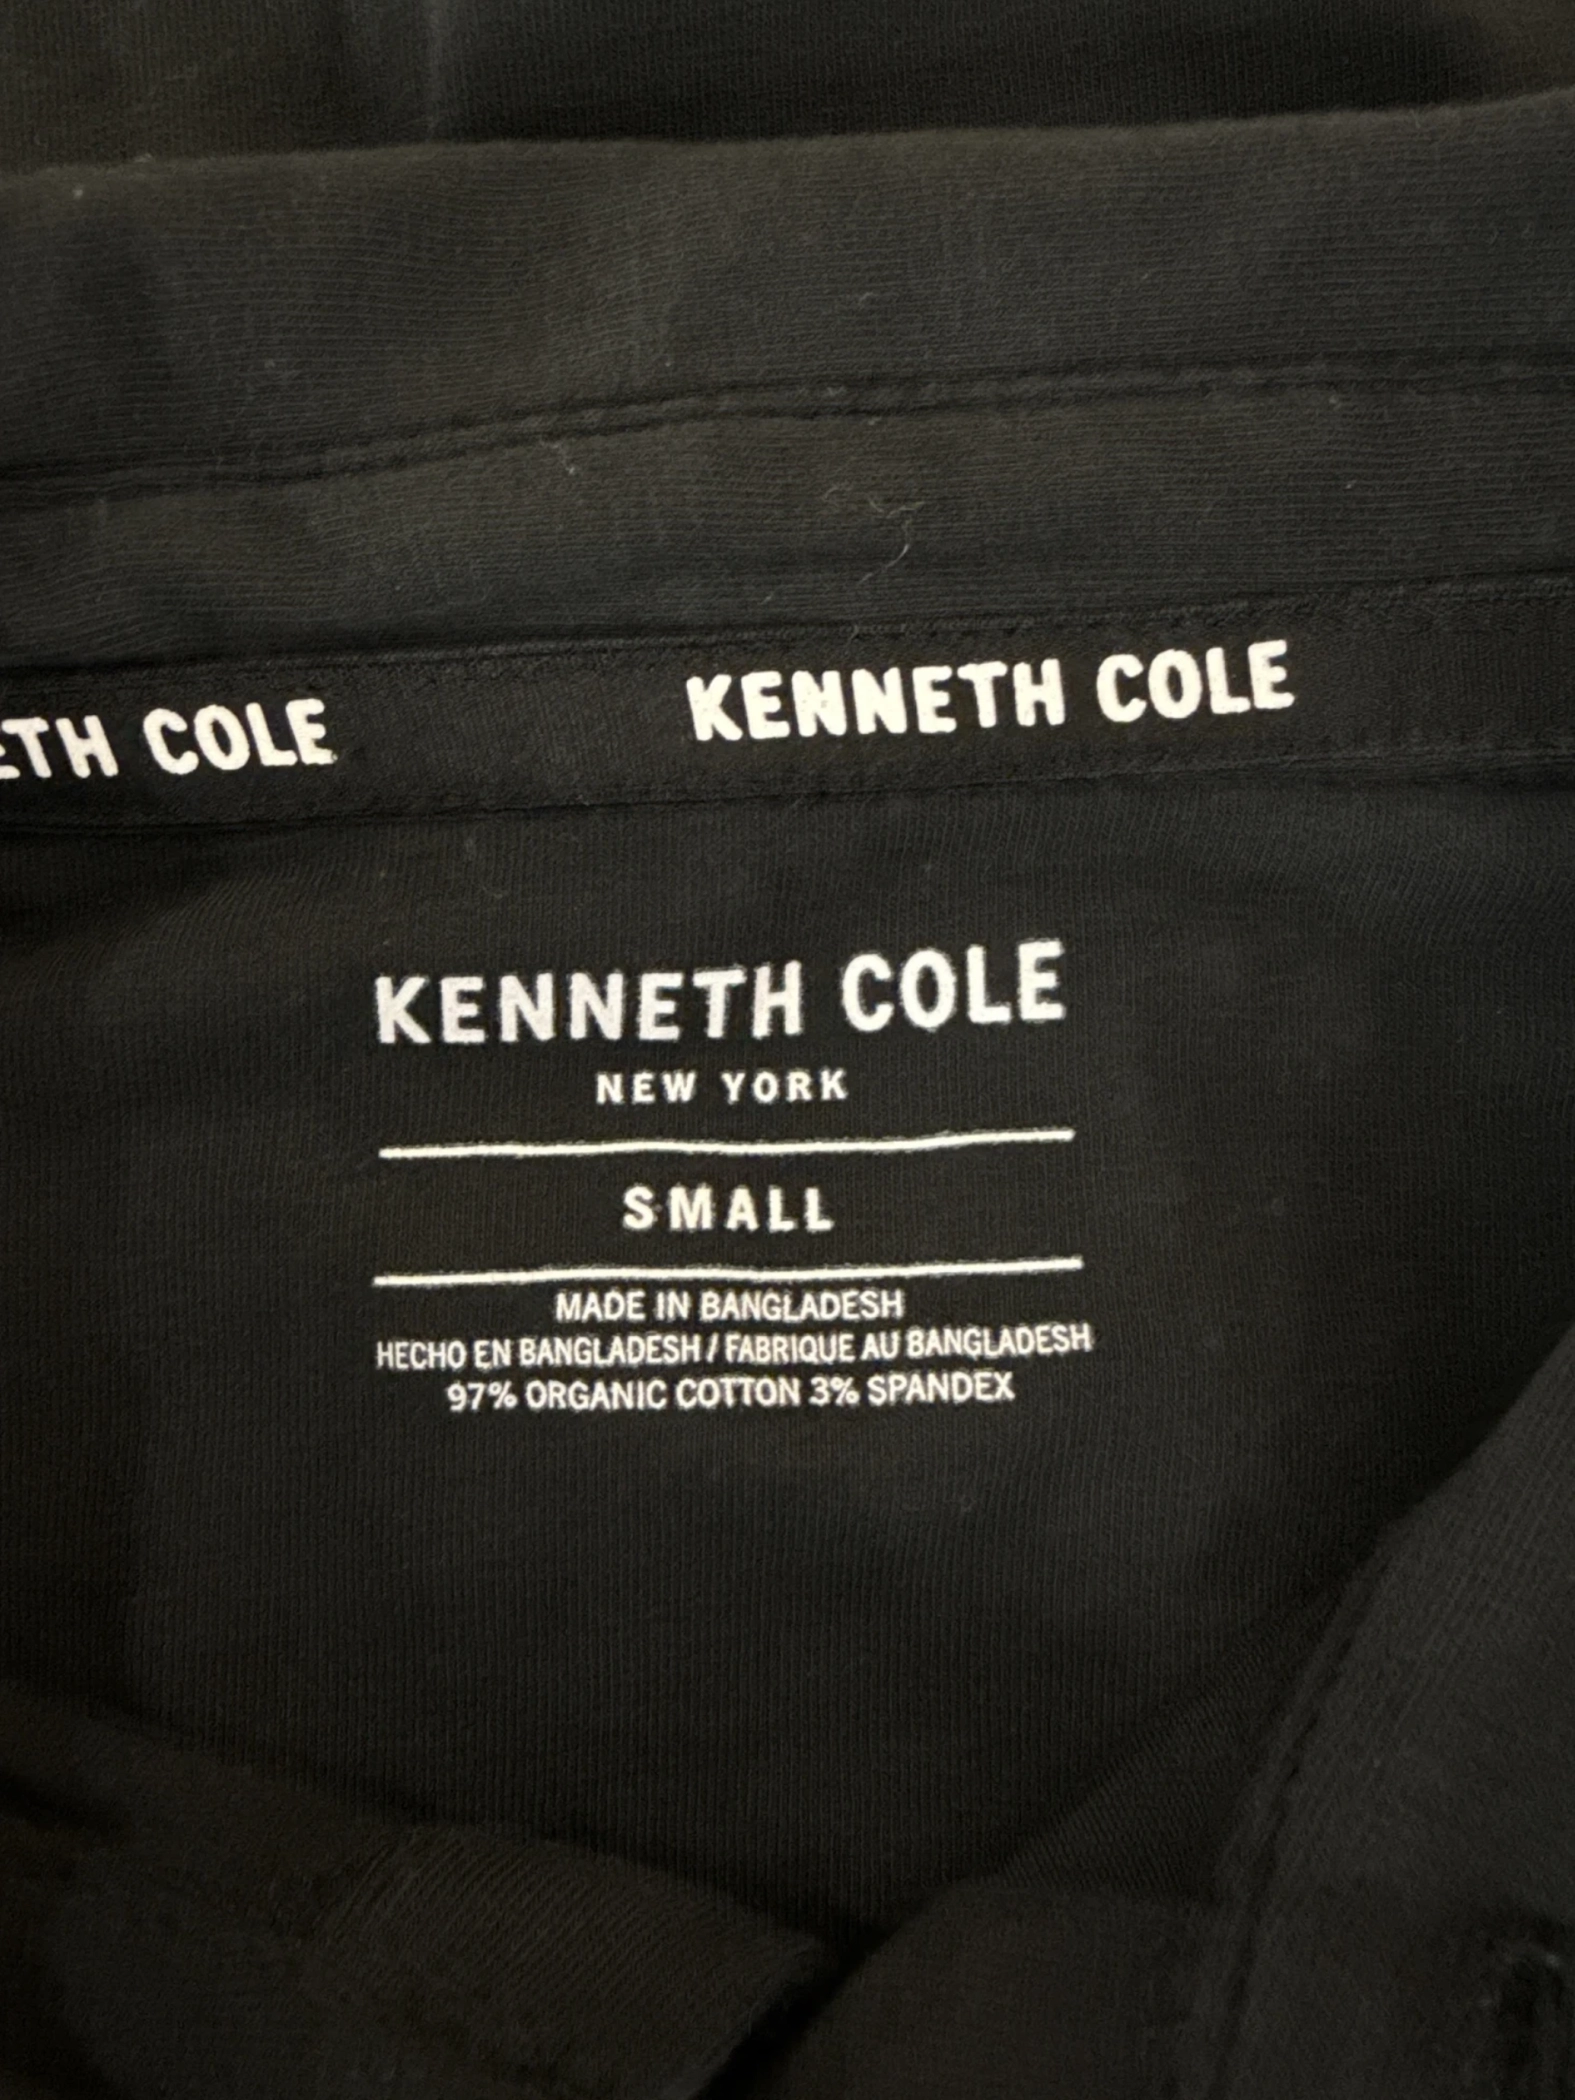 ETH COLE KENNETH COLE
KENNETH COLE
NEW YORK
SMALL
MADE IN BANGLADESH
HECHO EN BANGLADESH / FABRIQUE AU BANGLADESH
97% ORGANIC COTTON 3% SPANDEX